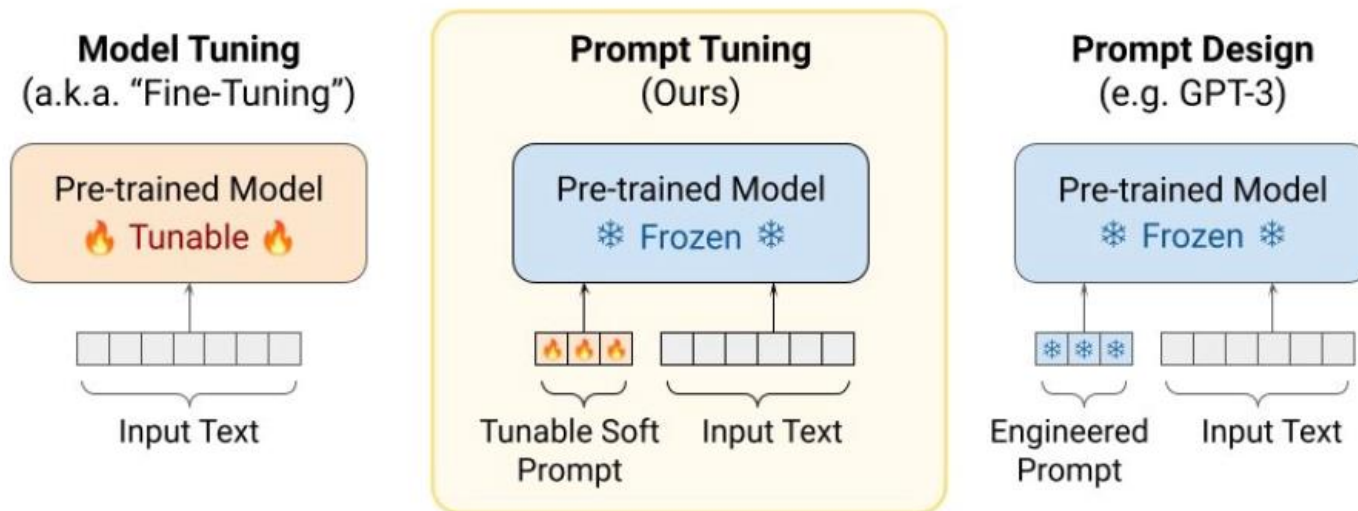 Model Tuning
(a.k.a. “Fine-Tuning”)
Pre-trained Model
🔥 Tunable 🔥
Input Text
Prompt Tuning
(Ours)
Pre-trained Model
❄ Frozen ❄
Tunable Soft
Prompt
Input Text
Prompt Design
(e.g. GPT-3)
Pre-trained Model
❄ Frozen ❄
Engineered
Prompt
Input Text